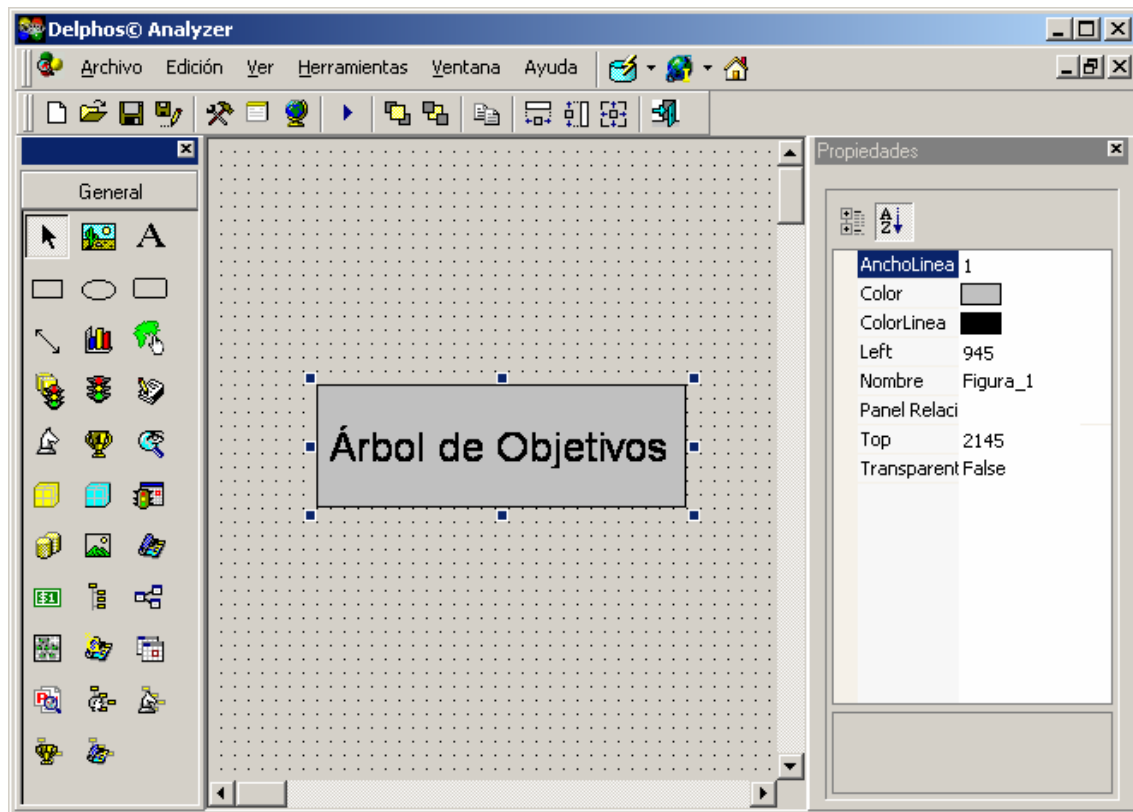 Delphos© Analyzer
Archivo Edición Ver Herramientas Ventana Ayuda
General
A
Árbol de Objetivos
Propiedades
AnchoLinea 1
Color
ColorLinea
Left 945
Nombre Figura_1
Panel Relaci
Top 2145
Transparent False